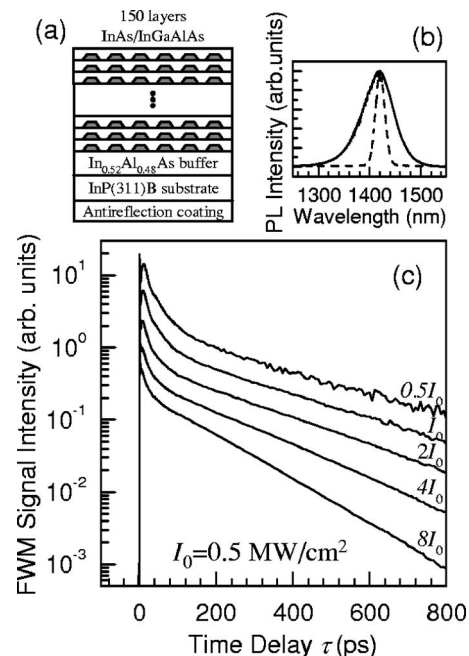 (a)
150 layers
InAs/InGaAlAs
In0.52Al0.48As buffer
InP(311)B substrate
Antireflection coating
(b)
PL Intensity (arb.units)
1300 1400 1500
Wavelength (nm)
(c)
FWM Signal Intensity (arb. units)
10^1
10^0
10^-1
10^-2
10^-3
0.5I0
I0
2I0
4I0
8I0
I0=0.5 MW/cm^2
0 200 400 600 800
Time Delay τ (ps)